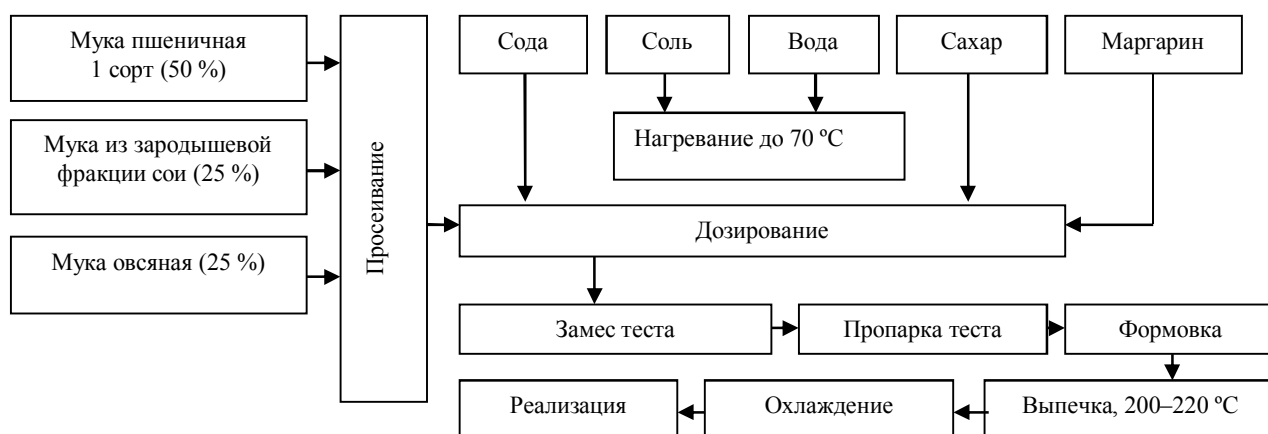 Мука пшеничная
1 сорт (50 %)
Мука из зародышевой
фракции сои (25 %)
Мука овсяная (25 %)
Просеивание
Сода
Соль
Вода
Сахар
Маргарин
Нагревание до 70 ºС
Дозирование
Замес теста
Пропарка теста
Формовка
Реализация
Охлаждение
Выпечка, 200–220 ºС